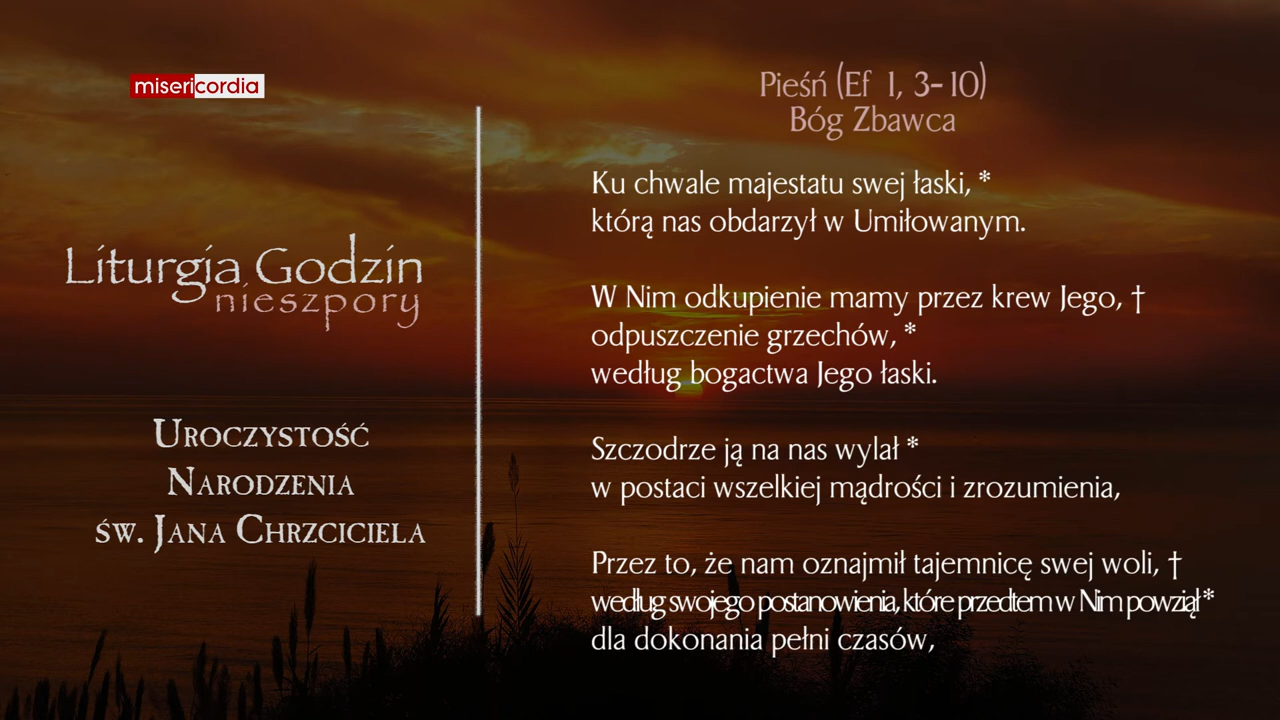 misericordia
Liturgia Godzin
nieszpory
Uroczystość
Narodzenia
św. Jana Chrzciciela
Pieśń (Ef 1, 3-10)
Bóg Zbawca
Ku chwale majestatu swej łaski, *
którą nas obdarzył w Umiłowanym.
W Nim odkupienie mamy przez krew Jego, †
odpuszczenie grzechów, *
według bogactwa Jego łaski.
Szczodrze ją na nas wylał *
w postaci wszelkiej mądrości i zrozumienia,
Przez to, że nam oznajmił tajemnicę swej woli, †
według swojego postanowienia, które przedtem w Nim powziął *
dla dokonania pełni czasów,